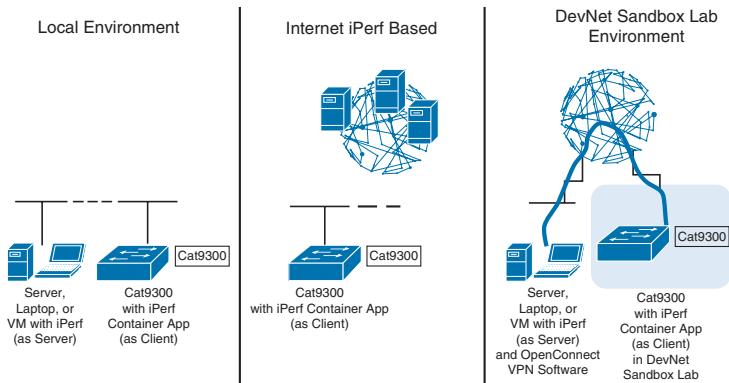 Local Environment
Cat9300
Server,
Laptop, or
VM with iPerf
(as Server)
Cat9300
with iPerf
Container App
(as Client)
Internet iPerf Based
Cat9300
Cat9300
with iPerf Container App
(as Client)
DevNet Sandbox Lab
Environment
Cat9300
Server,
Laptop, or
VM with iPerf
(as Server)
and OpenConnect
VPN Software
Cat9300
with iPerf
Container App
(as Client)
in DevNet
Sandbox Lab